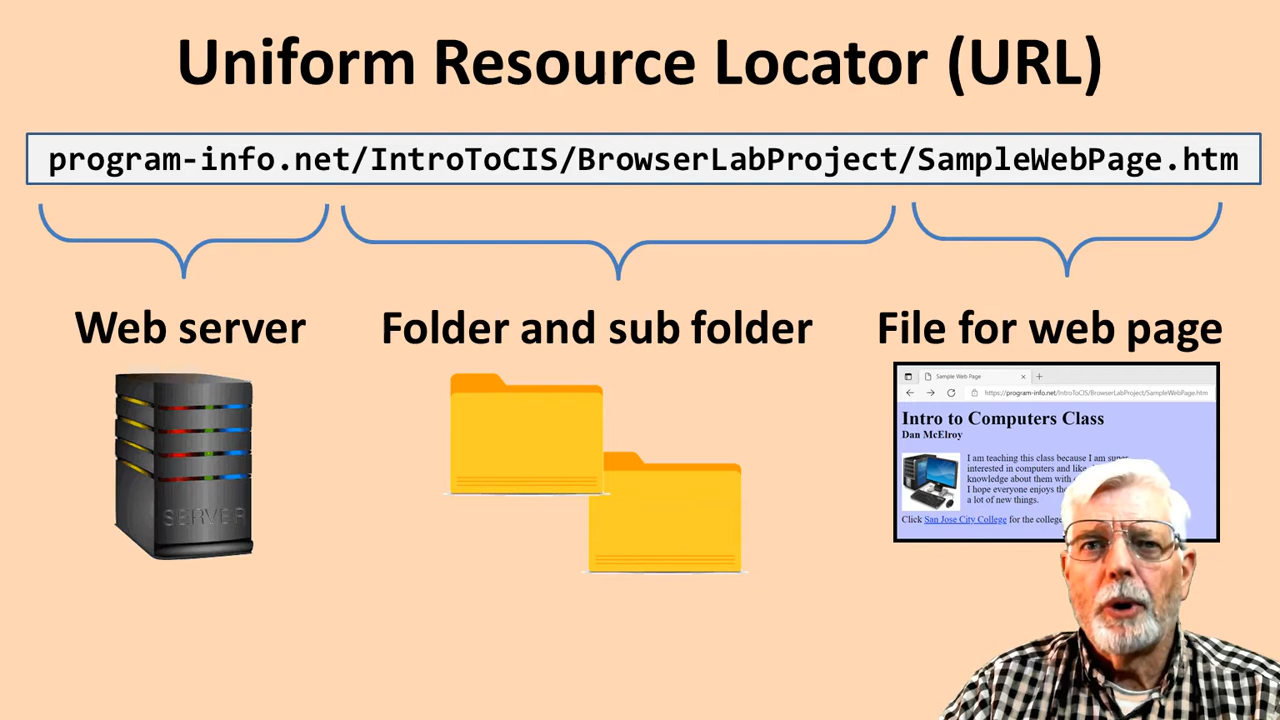 Uniform Resource Locator (URL)
program-info.net/IntroToCIS/BrowserLabProject/SampleWebPage.htm
Web server
Folder and sub folder
File for web page
SERVER
Sample Web Page
https://program-info.net/IntroToCIS/BrowserLabProject/SampleWebPage.htm
Intro to Computers Class
Dan McElroy
I am teaching this class because I am super
interested in computers and like
knowledge about them with
I hope everyone enjoys the
a lot of new things.
Click San Jose City College for the college